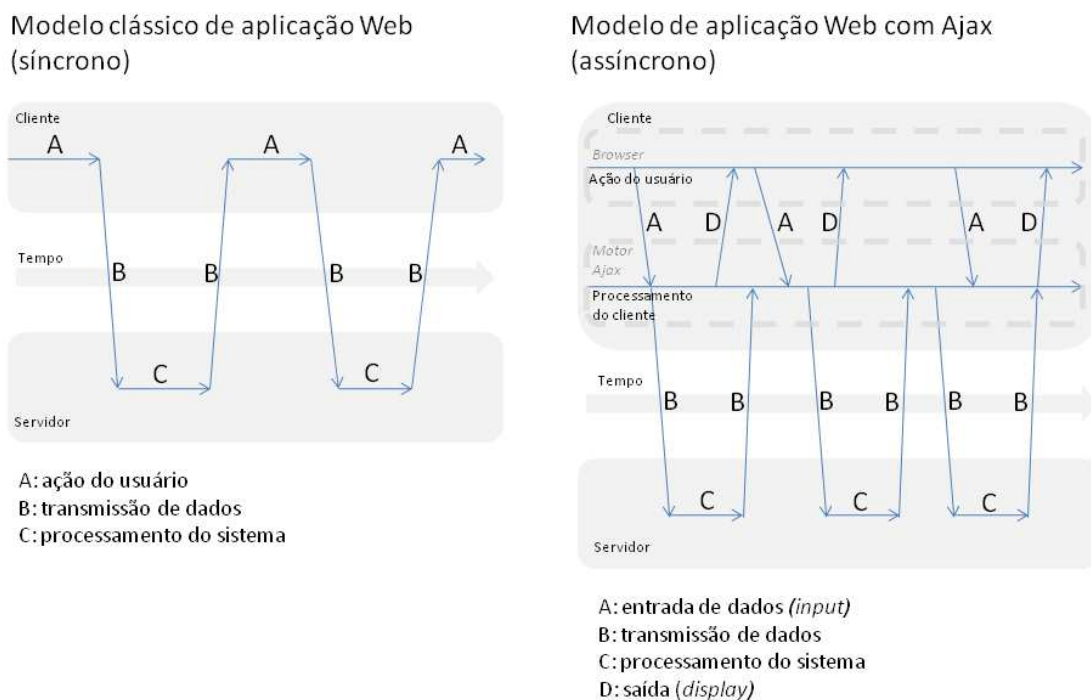 Modelo clássico de aplicação Web
(síncrono)
Cliente
A
A
A
Tempo
B
B
B
B
C
C
Servidor
A: ação do usuário
B: transmissão de dados
C: processamento do sistema
Modelo de aplicação Web com Ajax
(assíncrono)
Cliente
Browser
Ação do usuário
A
D
A
D
A
D
Motor
Ajax
Processamento
do cliente
Tempo
B
B
B
B
B
B
C
C
C
Servidor
A: entrada de dados (input)
B: transmissão de dados
C: processamento do sistema
D: saída (display)